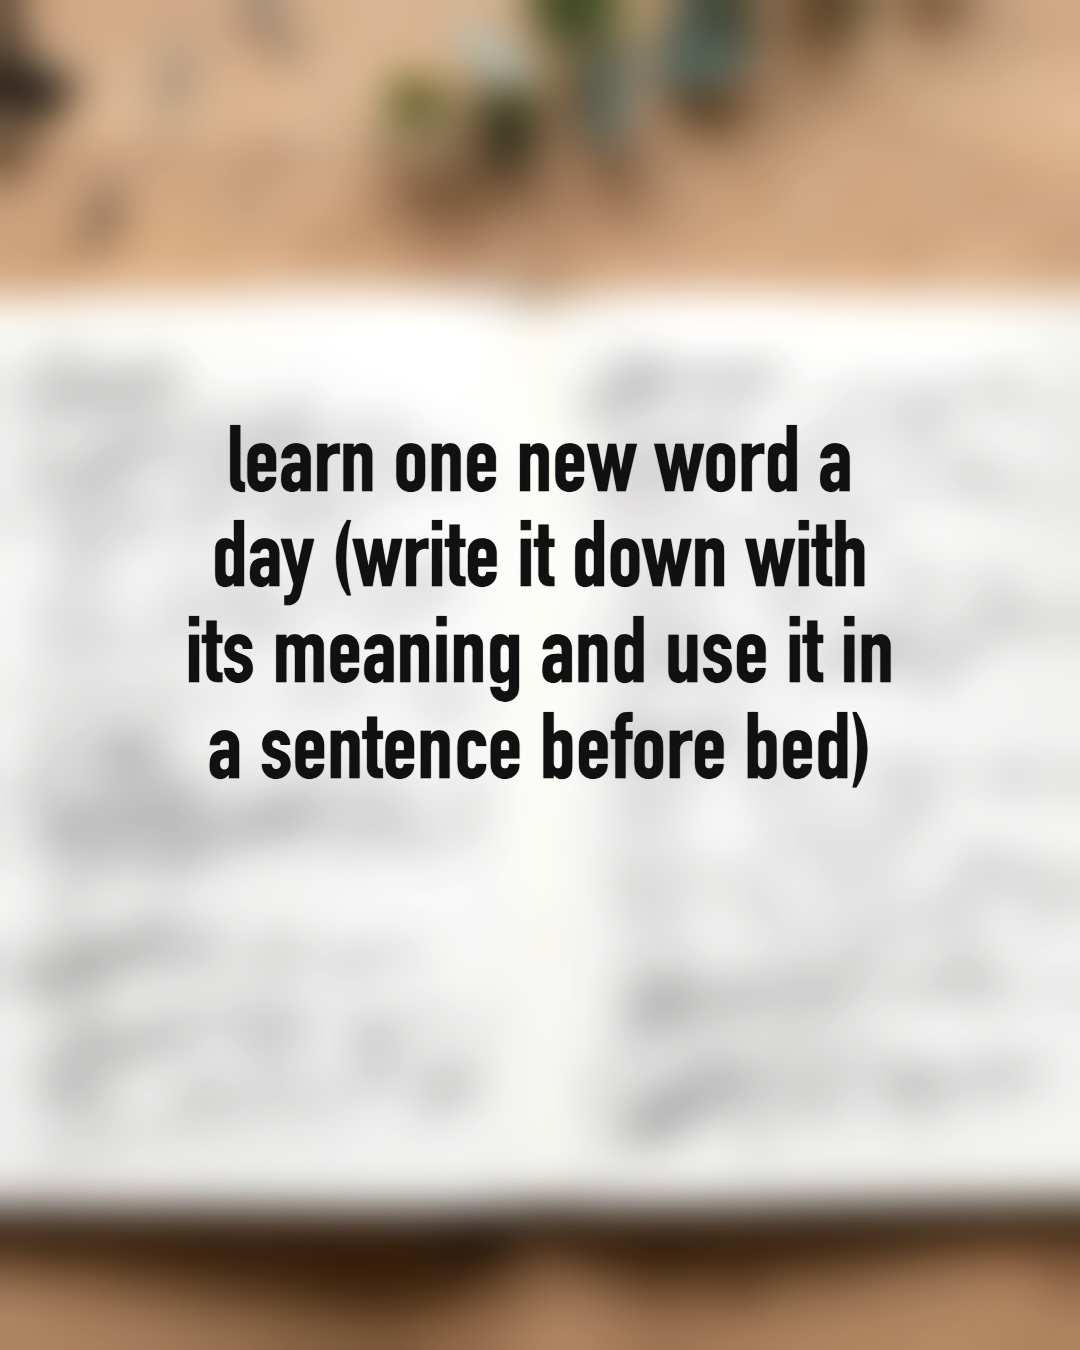 learn one new word a
day (write it down with
its meaning and use it in
a sentence before bed)